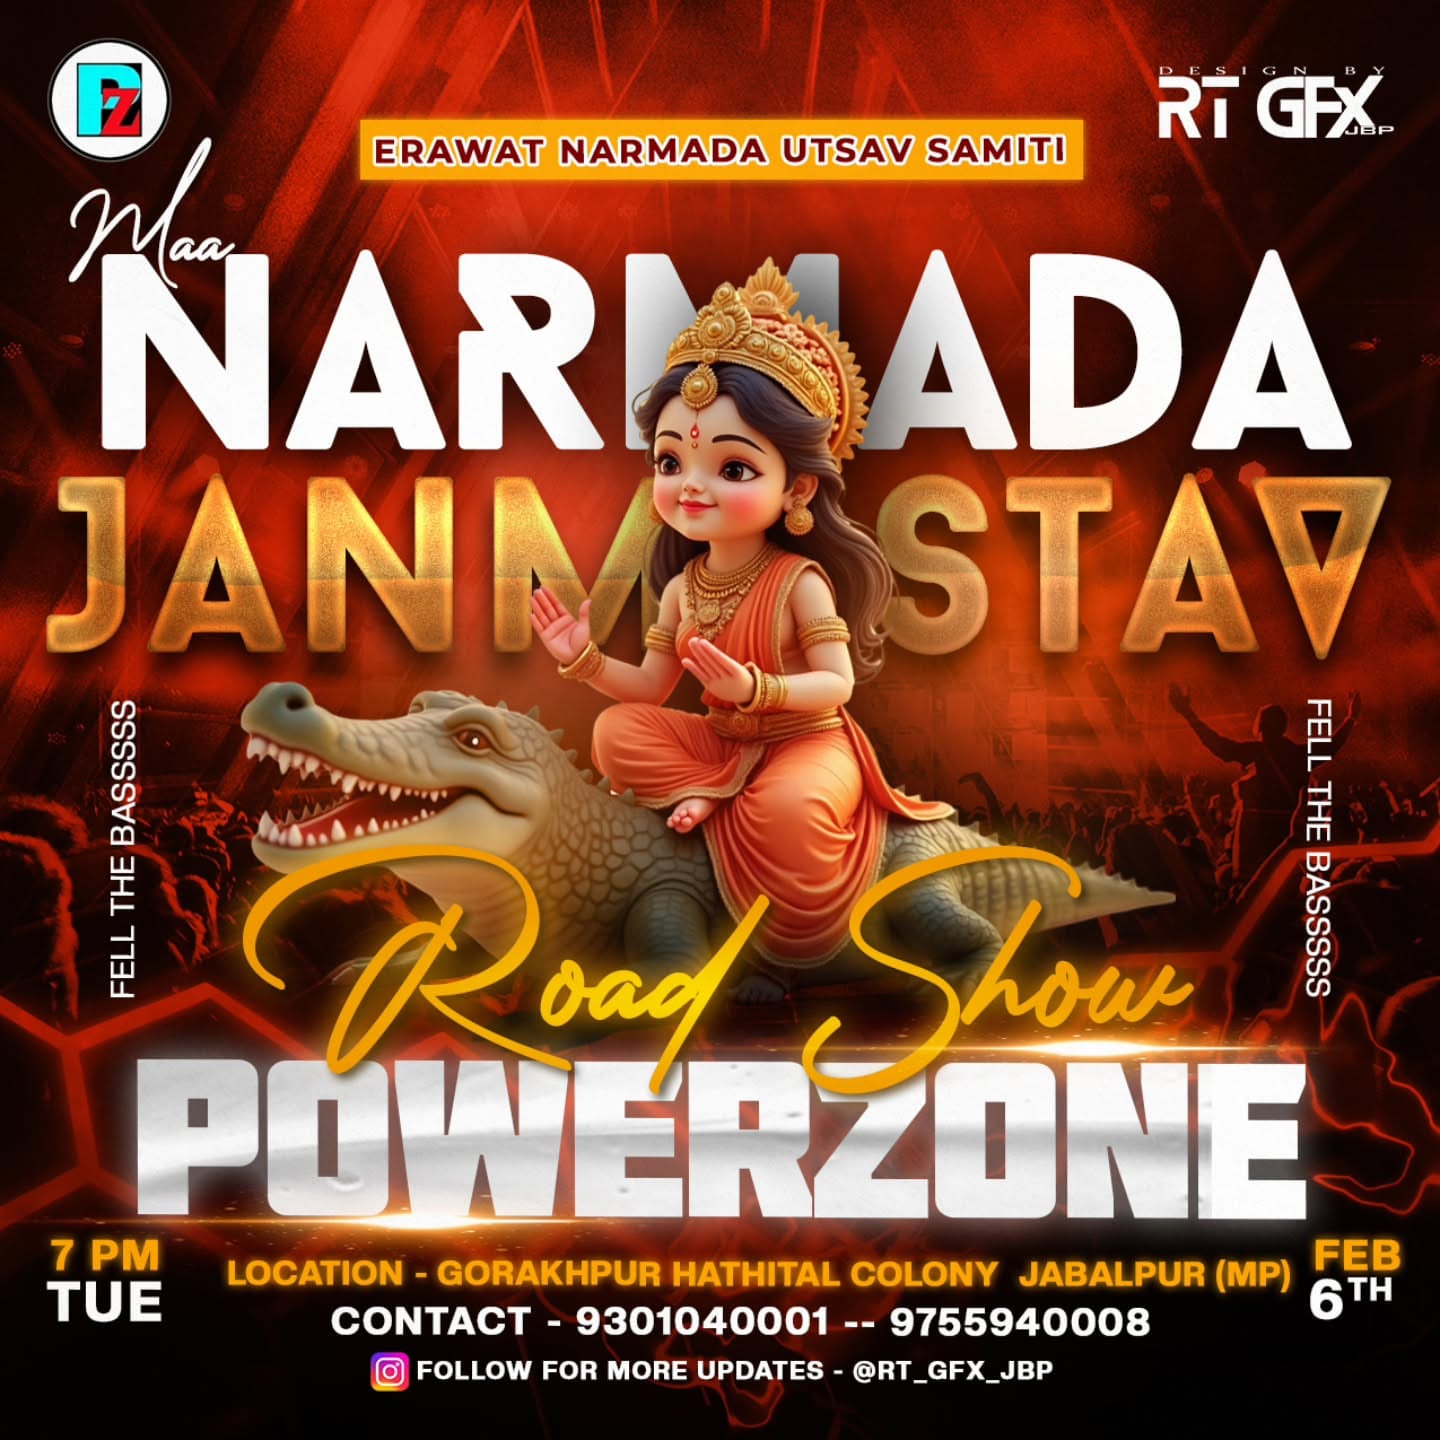 PZ
DESIGN BY
RT GFX
JBP
ERAWAT NARMADA UTSAV SAMITI
Maa
NARMADA
JANM STAV
FELL THE BASSSSS
FELL THE BASSSSS
Road Show
POWERZONE
7 PM
TUE
LOCATION - GORAKHPUR HATHITAL COLONY JABALPUR (MP)
FEB
6TH
CONTACT - 9301040001 -- 9755940008
FOLLOW FOR MORE UPDATES - @RT_GFX_JBP